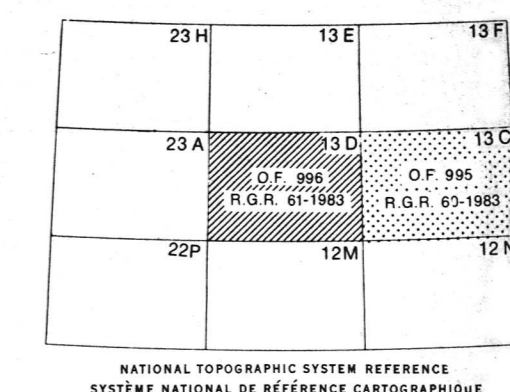 23 H
13 E
13 F
23 A
13 D
13 C
O.F. 996
R.G.R. 61-1983
O.F. 995
R.G.R. 60-1983
22P
12M
12 N
NATIONAL TOPOGRAPHIC SYSTEM REFERENCE
SYSTÈME NATIONAL DE RÉFÉRENCE CARTOGRAPHIQUE